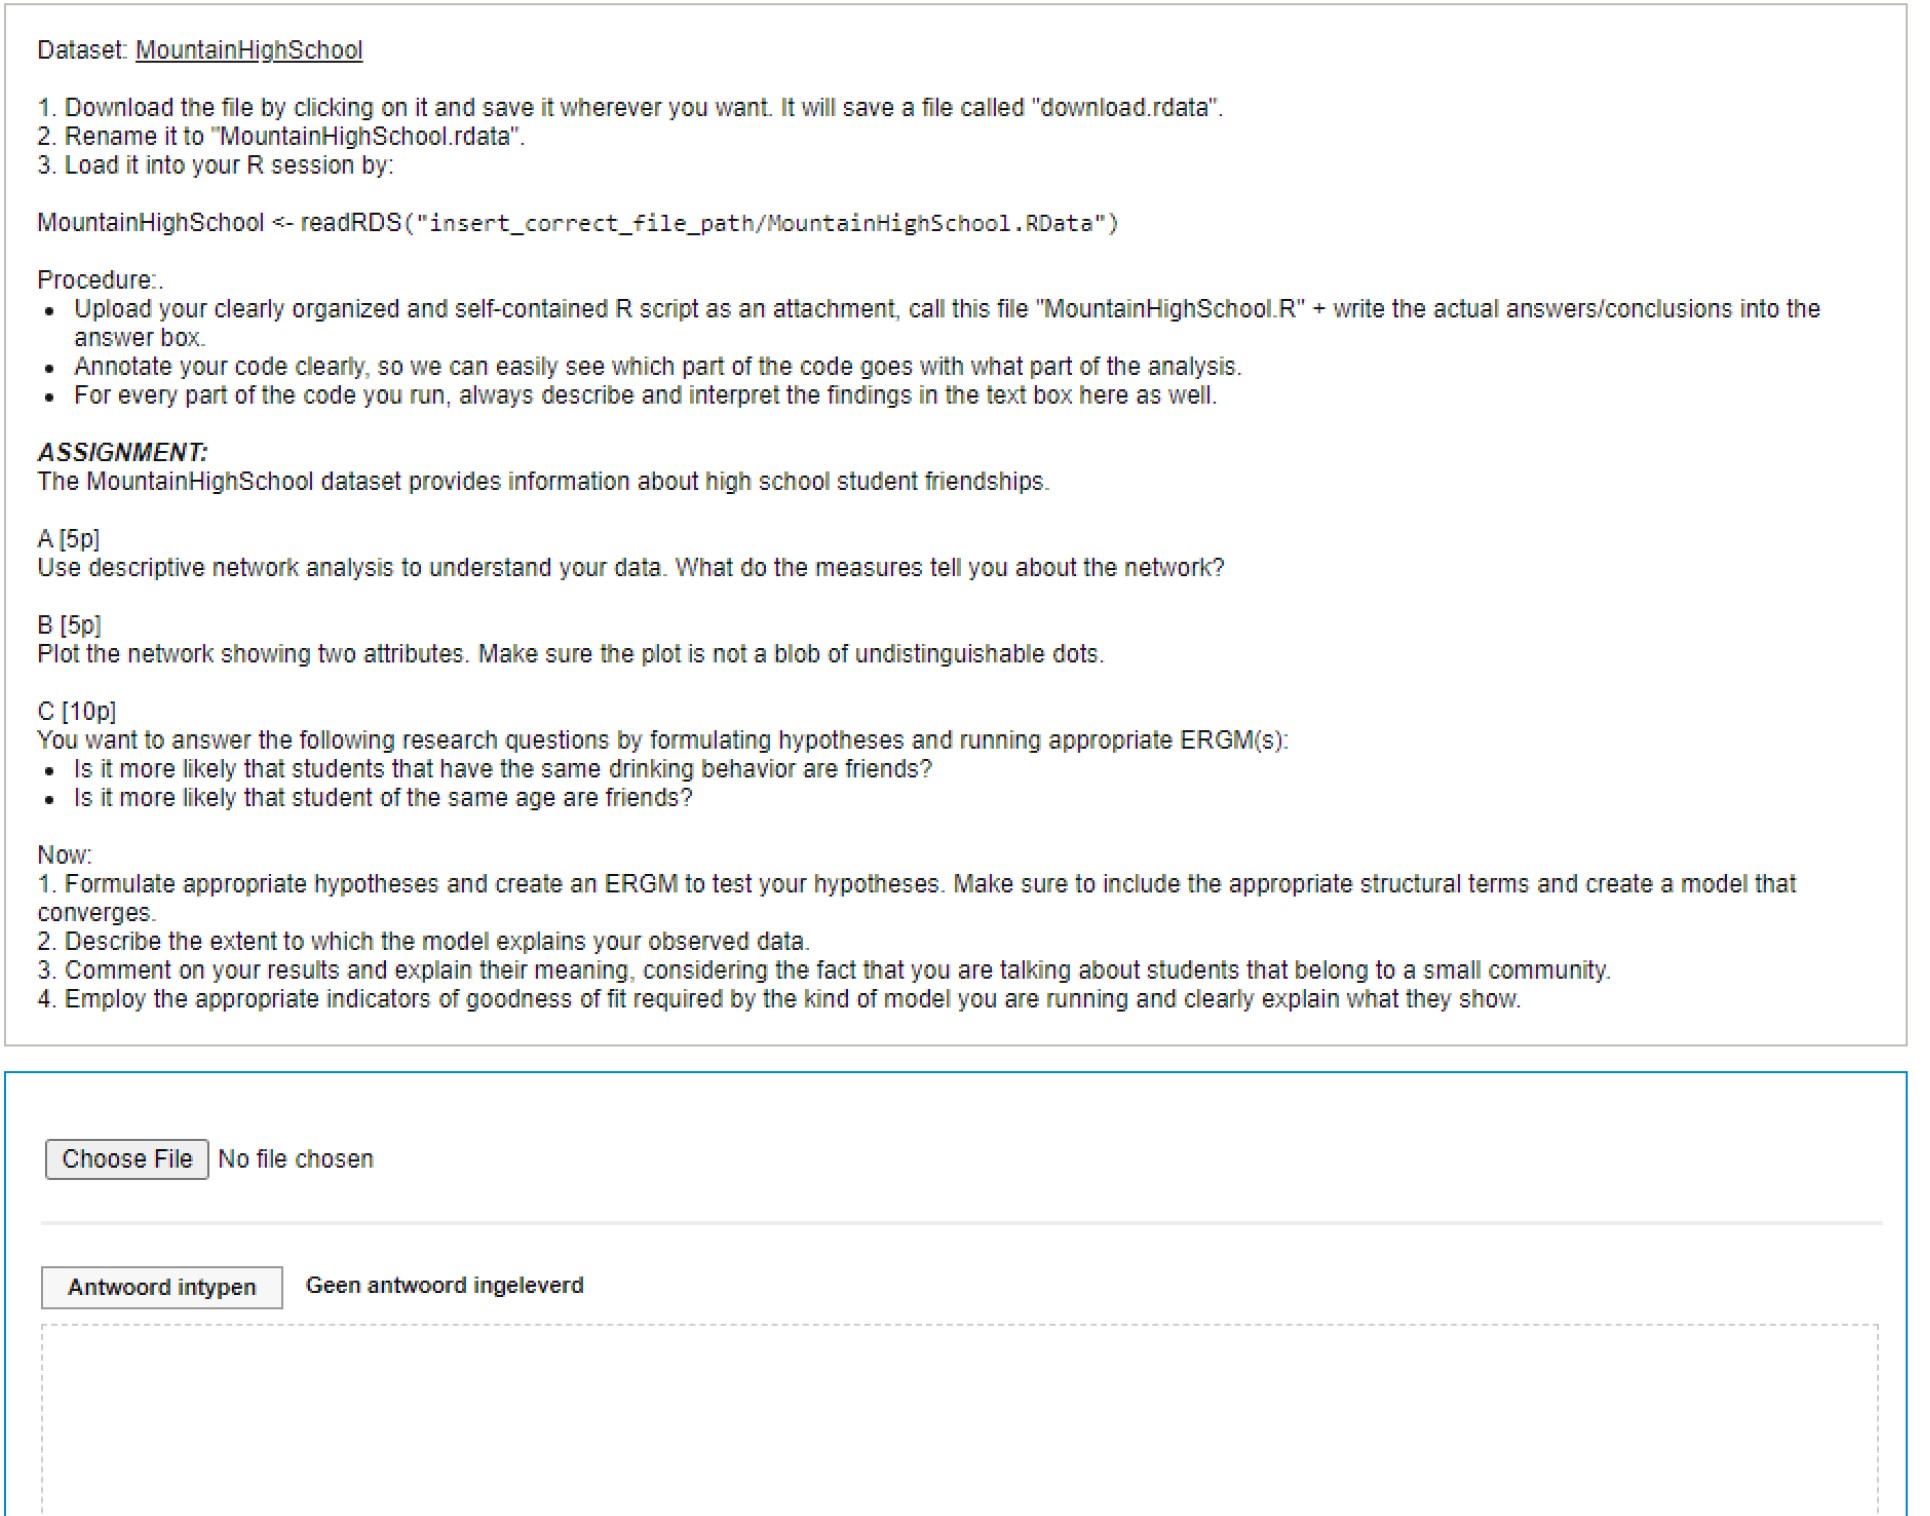 Dataset: MountainHighSchool
1. Download the file by clicking on it and save it wherever you want. It will save a file called "download.rdata".
2. Rename it to "MountainHighSchool.rdata".
3. Load it into your R session by:
MountainHighSchool <- readRDS("insert_correct_file_path/MountainHighSchool.RData")
Procedure:.
• Upload your clearly organized and self-contained R script as an attachment, call this file "MountainHighSchool.R" + write the actual answers/conclusions into the
answer box.
• Annotate your code clearly, so we can easily see which part of the code goes with what part of the analysis.
• For every part of the code you run, always describe and interpret the findings in the text box here as well.
ASSIGNMENT:
The MountainHighSchool dataset provides information about high school student friendships.
A [5p]
Use descriptive network analysis to understand your data. What do the measures tell you about the network?
B [5p]
Plot the network showing two attributes. Make sure the plot is not a blob of undistinguishable dots.
C [10p]
You want to answer the following research questions by formulating hypotheses and running appropriate ERGM(s):
• Is it more likely that students that have the same drinking behavior are friends?
• Is it more likely that student of the same age are friends?
Now:
1. Formulate appropriate hypotheses and create an ERGM to test your hypotheses. Make sure to include the appropriate structural terms and create a model that
converges.
2. Describe the extent to which the model explains your observed data.
3. Comment on your results and explain their meaning, considering the fact that you are talking about students that belong to a small community.
4. Employ the appropriate indicators of goodness of fit required by the kind of model you are running and clearly explain what they show.
Choose File No file chosen
Antwoord intypen Geen antwoord ingeleverd